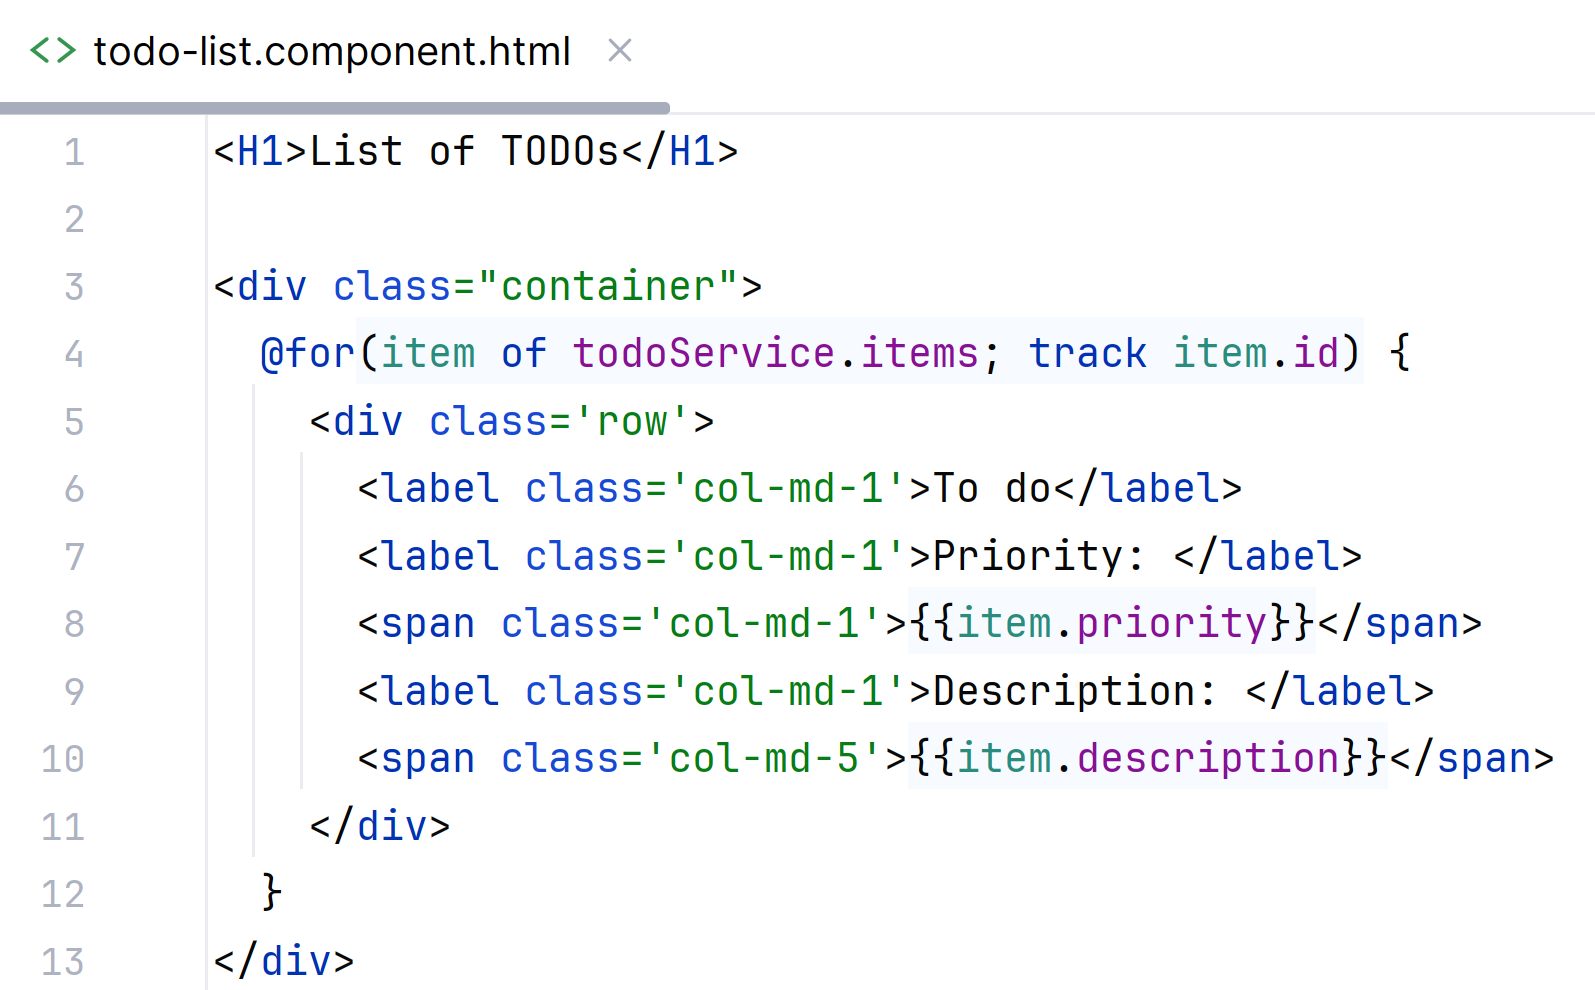 todo-list.component.html
1 <H1>List of TODOs</H1>
2
3 <div class="container">
4   @for(item of todoService.items; track item.id) {
5     <div class='row'>
6       <label class='col-md-1'>To do</label>
7       <label class='col-md-1'>Priority: </label>
8       <span class='col-md-1'>{{item.priority}}</span>
9       <label class='col-md-1'>Description: </label>
10       <span class='col-md-5'>{{item.description}}</span>
11     </div>
12   }
13 </div>